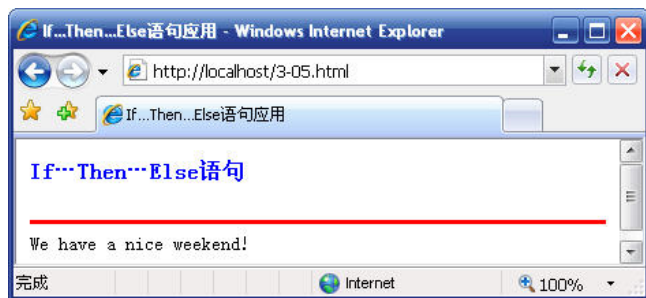 If...Then...Else语句应用 - Windows Internet Explorer
http://localhost/3-05.html
If...Then...Else语句应用
If…Then…Else语句
We have a nice weekend!
完成 Internet 100%